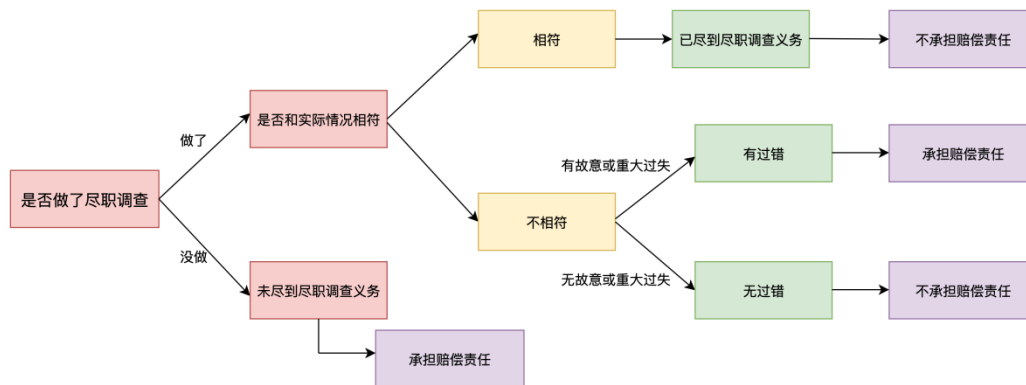 相符
已尽到尽职调查义务
不承担赔偿责任
是否和实际情况相符
做了
有故意或重大过失
有过错
承担赔偿责任
是否做了尽职调查
不相符
没做
无故意或重大过失
未尽到尽职调查义务
无过错
不承担赔偿责任
承担赔偿责任